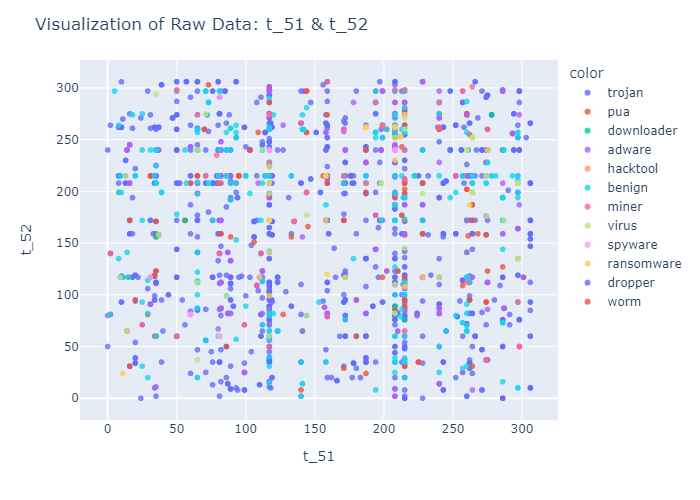 Visualization of Raw Data: t_51 & t_52
color
trojan
pua
downloader
adware
hacktool
benign
miner
virus
spyware
ransomware
dropper
worm
t_52
300
250
200
150
100
50
0
0 50 100 150 200 250 300
t_51